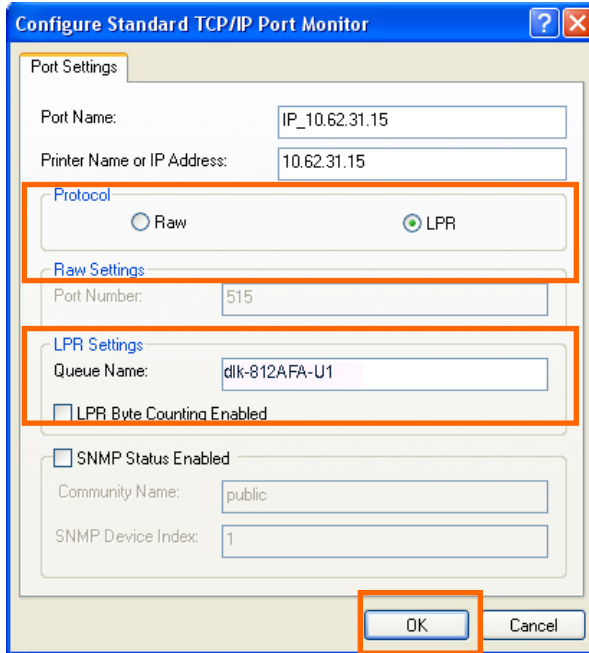 Configure Standard TCP/IP Port Monitor
Port Settings
Port Name: IP_10.62.31.15
Printer Name or IP Address: 10.62.31.15
Protocol
Raw LPR
Raw Settings
Port Number: 515
LPR Settings
Queue Name: dlk-812AFA-U1
LPR Byte Counting Enabled
SNMP Status Enabled
Community Name: public
SNMP Device Index: 1
OK Cancel